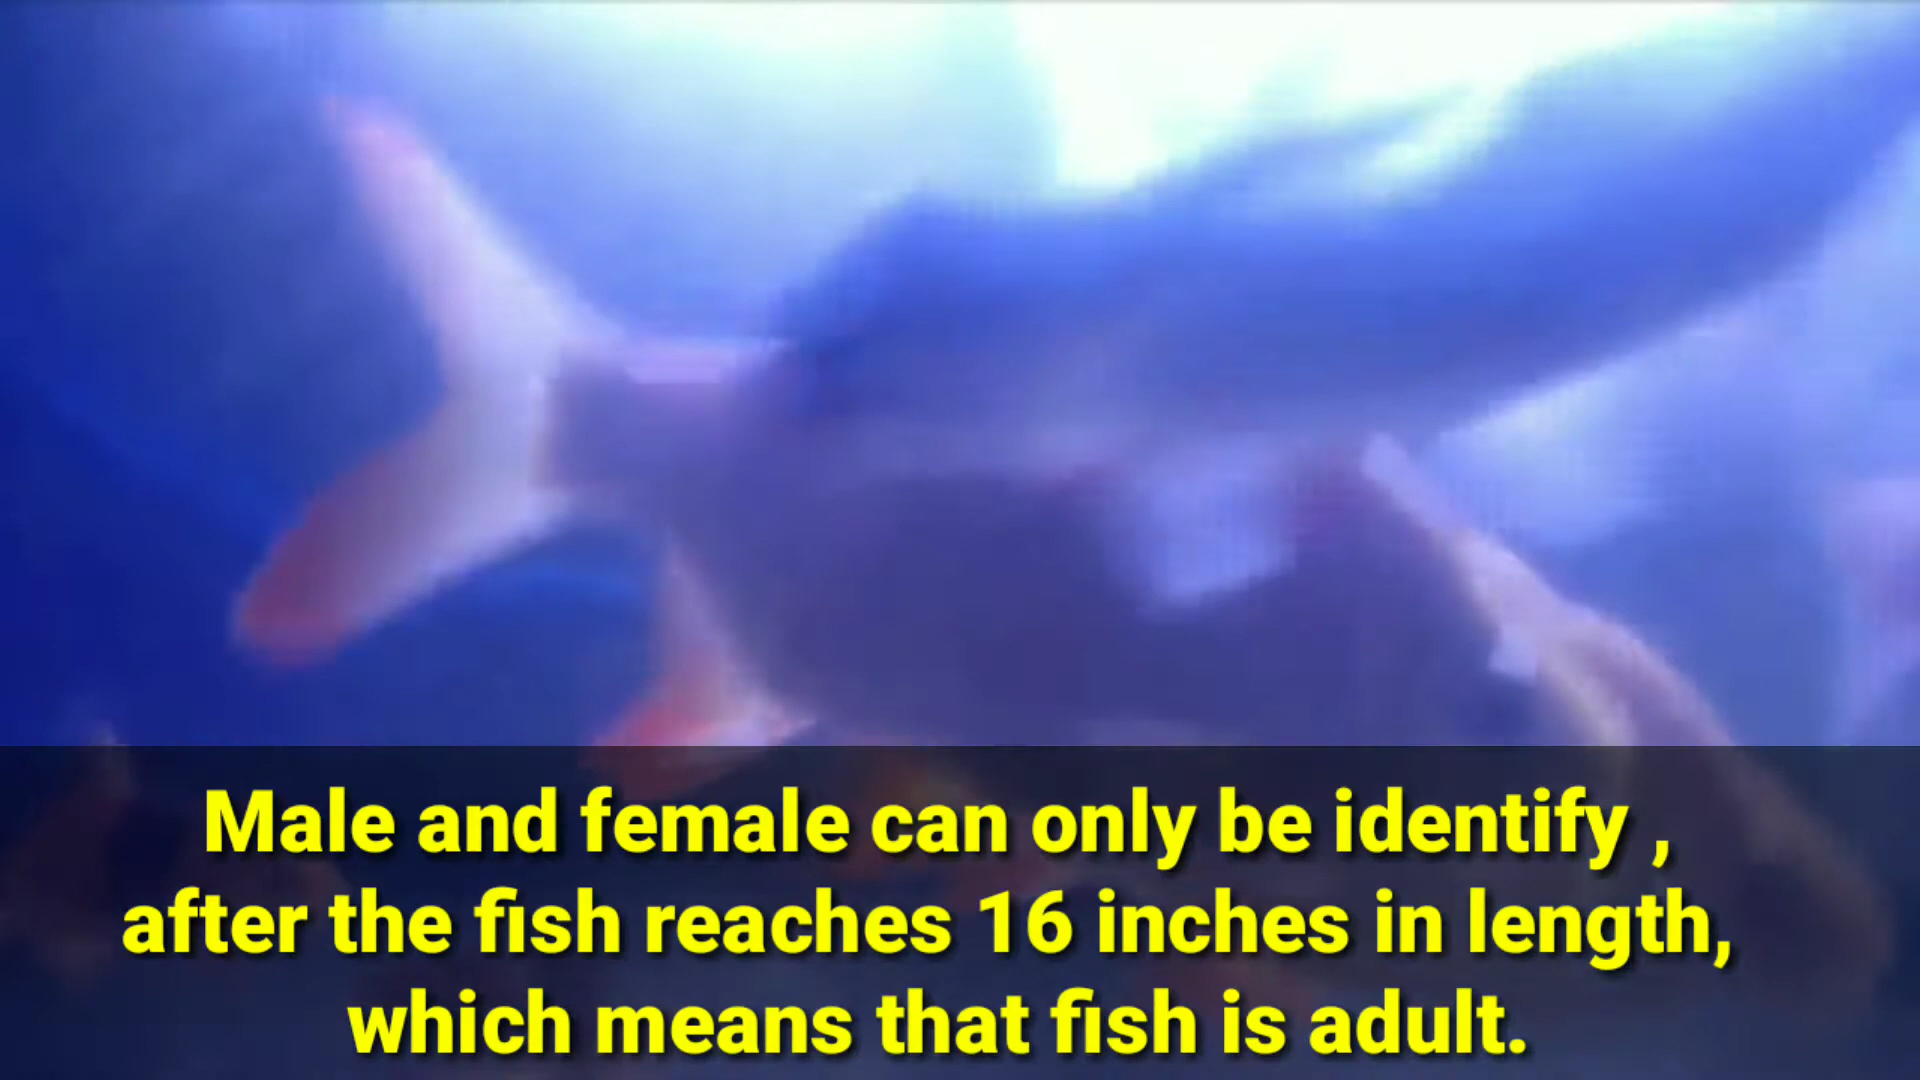 Male and female can only be identify ,
after the fish reaches 16 inches in length,
which means that fish is adult.